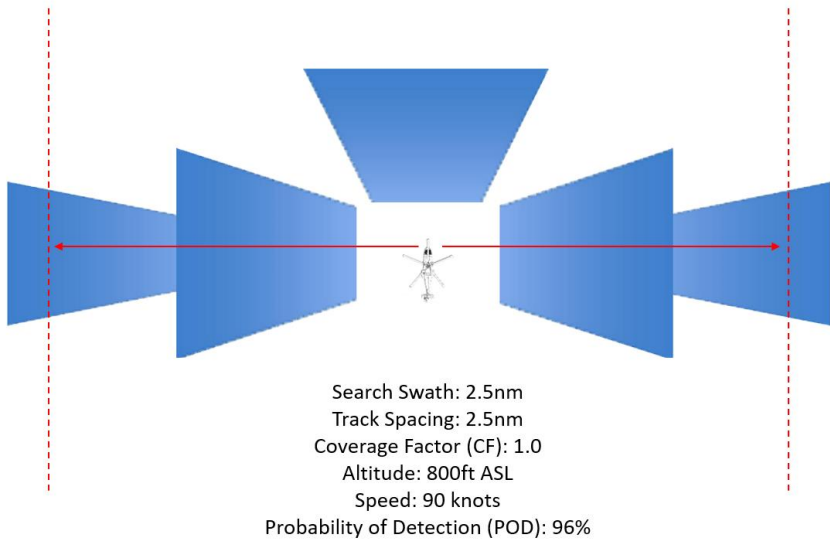 Search Swath: 2.5nm
Track Spacing: 2.5nm
Coverage Factor (CF): 1.0
Altitude: 800ft ASL
Speed: 90 knots
Probability of Detection (POD): 96%